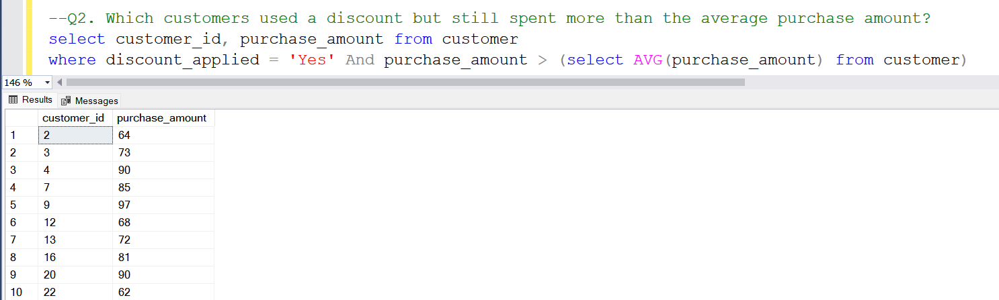 --Q2. Which customers used a discount but still spent more than the average purchase amount?
select customer_id, purchase_amount from customer
where discount_applied = 'Yes' And purchase_amount > (select AVG(purchase_amount) from customer)
146 %
Results Messages
customer_id purchase_amount
1 2 64
2 3 73
3 4 90
4 7 85
5 9 97
6 12 68
7 13 72
8 16 81
9 20 90
10 22 62